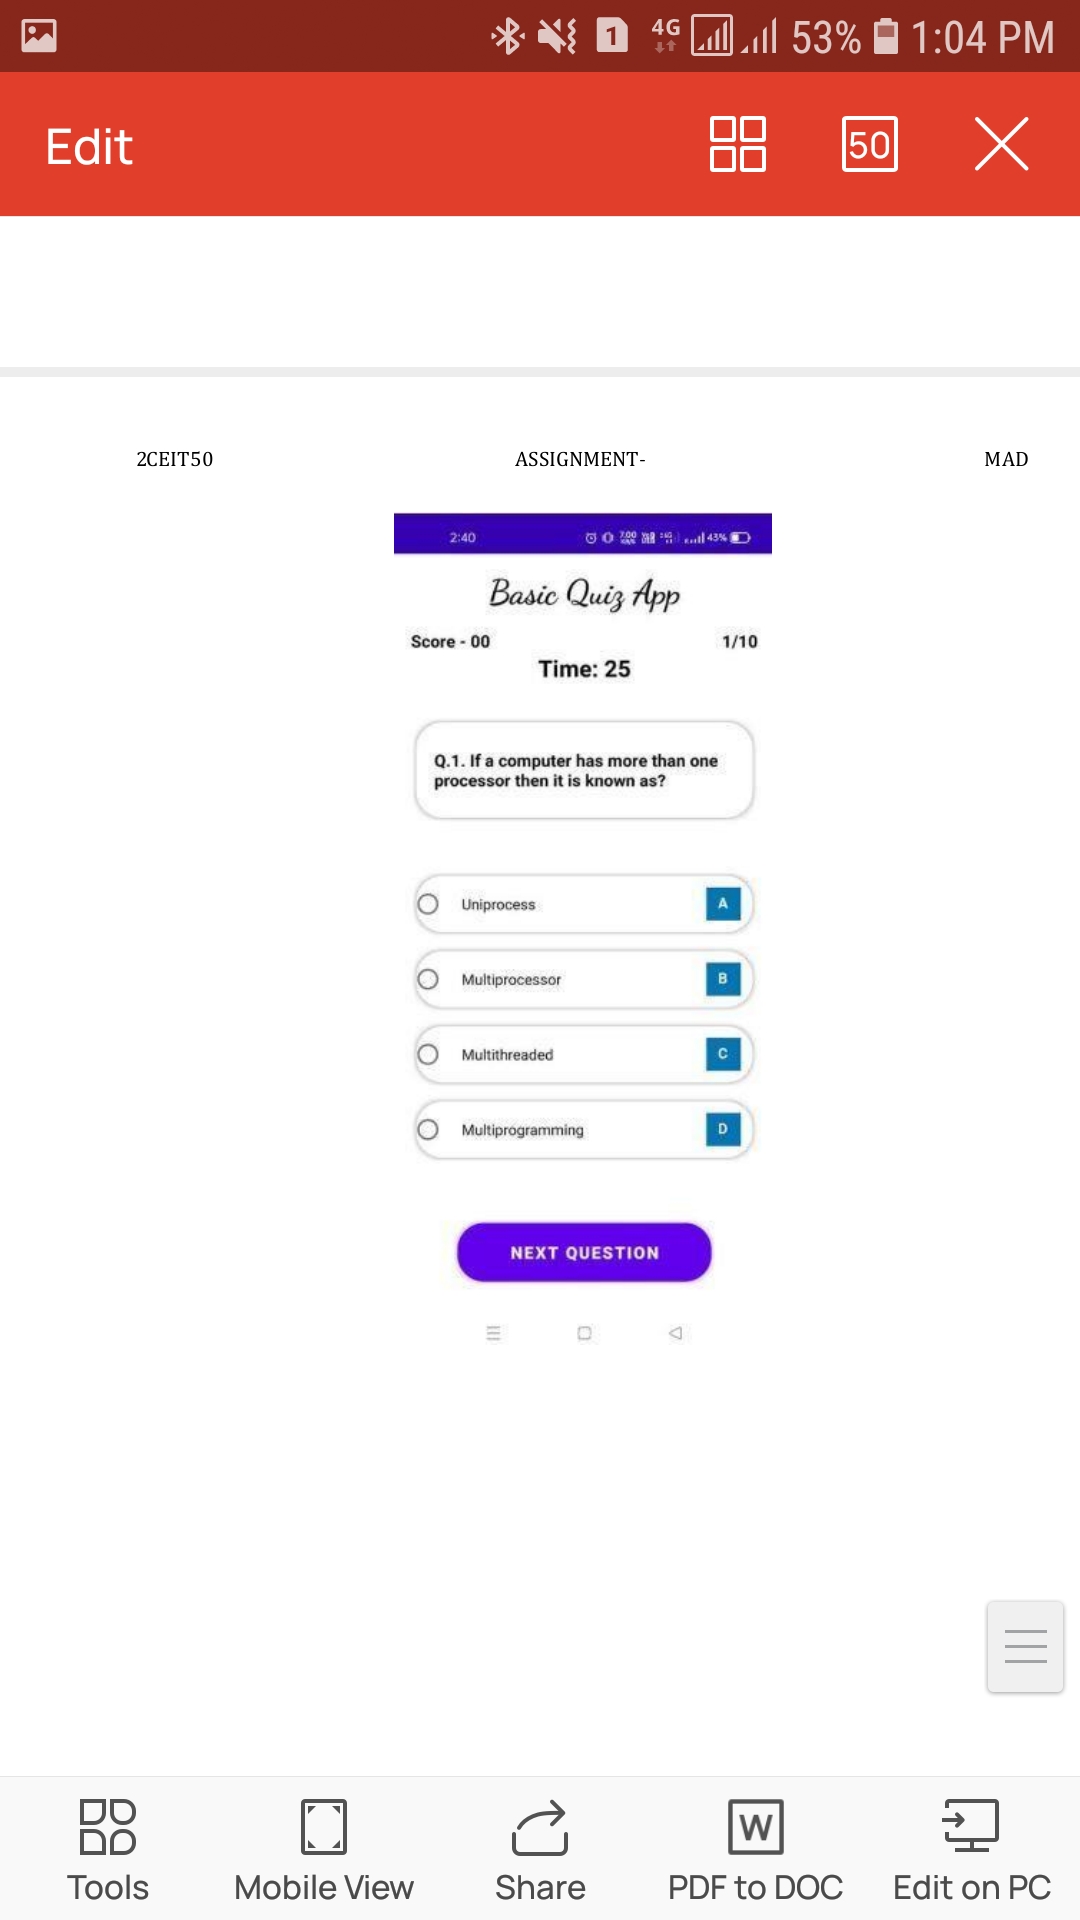 4G 1 53% 1:04 PM
Edit 50
2CEIT50 ASSIGNMENT- MAD
2:40 43%
Basic Quiz App
Score - 00 1/10
Time: 25
Q.1. If a computer has more than one
processor then it is known as?
Uniprocess A
Multiprocessor B
Multithreaded C
Multiprogramming D
NEXT QUESTION
Tools Mobile View Share PDF to DOC Edit on PC
W